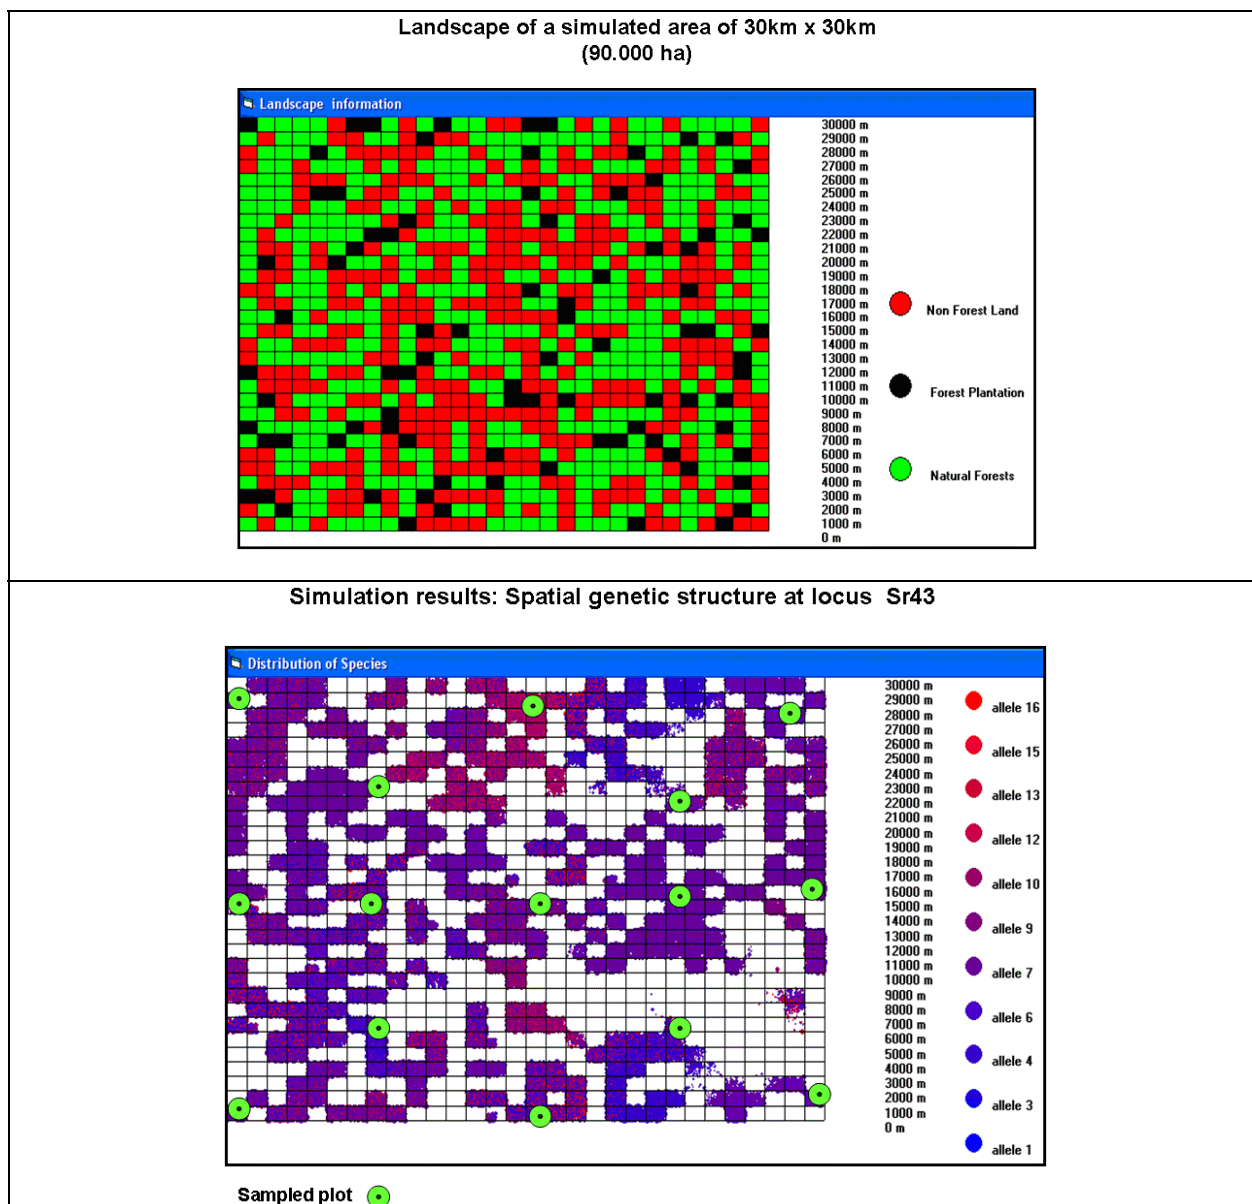 Landscape of a simulated area of 30km x 30km
(90.000 ha)
Landscape information
30000 m
29000 m
28000 m
27000 m
26000 m
25000 m
24000 m
23000 m
22000 m
21000 m
20000 m
19000 m
18000 m
17000 m
16000 m
15000 m
14000 m
13000 m
12000 m
11000 m
10000 m
9000 m
8000 m
7000 m
6000 m
5000 m
4000 m
3000 m
2000 m
1000 m
0 m
Non Forest Land
Forest Plantation
Natural Forests
Simulation results: Spatial genetic structure at locus Sr43
Distribution of Species
30000 m
29000 m
28000 m
27000 m
26000 m
25000 m
24000 m
23000 m
22000 m
21000 m
20000 m
19000 m
18000 m
17000 m
16000 m
15000 m
14000 m
13000 m
12000 m
11000 m
10000 m
9000 m
8000 m
7000 m
6000 m
5000 m
4000 m
3000 m
2000 m
1000 m
0 m
allele 16
allele 15
allele 13
allele 12
allele 10
allele 9
allele 7
allele 6
allele 4
allele 3
allele 1
Sampled plot